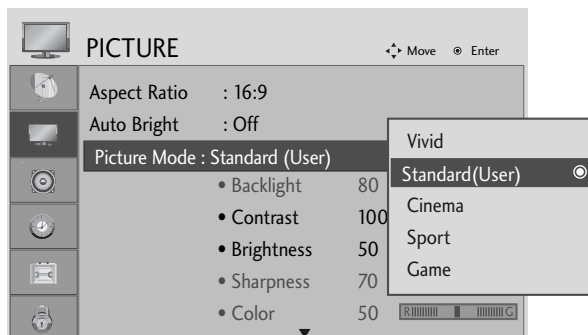 PICTURE
Move Enter
Aspect Ratio : 16:9
Auto Bright : Off
Picture Mode : Standard (User)
• Backlight 80
• Contrast 100
• Brightness 50
• Sharpness 70
• Color 50
R G
Vivid
Standard(User)
Cinema
Sport
Game